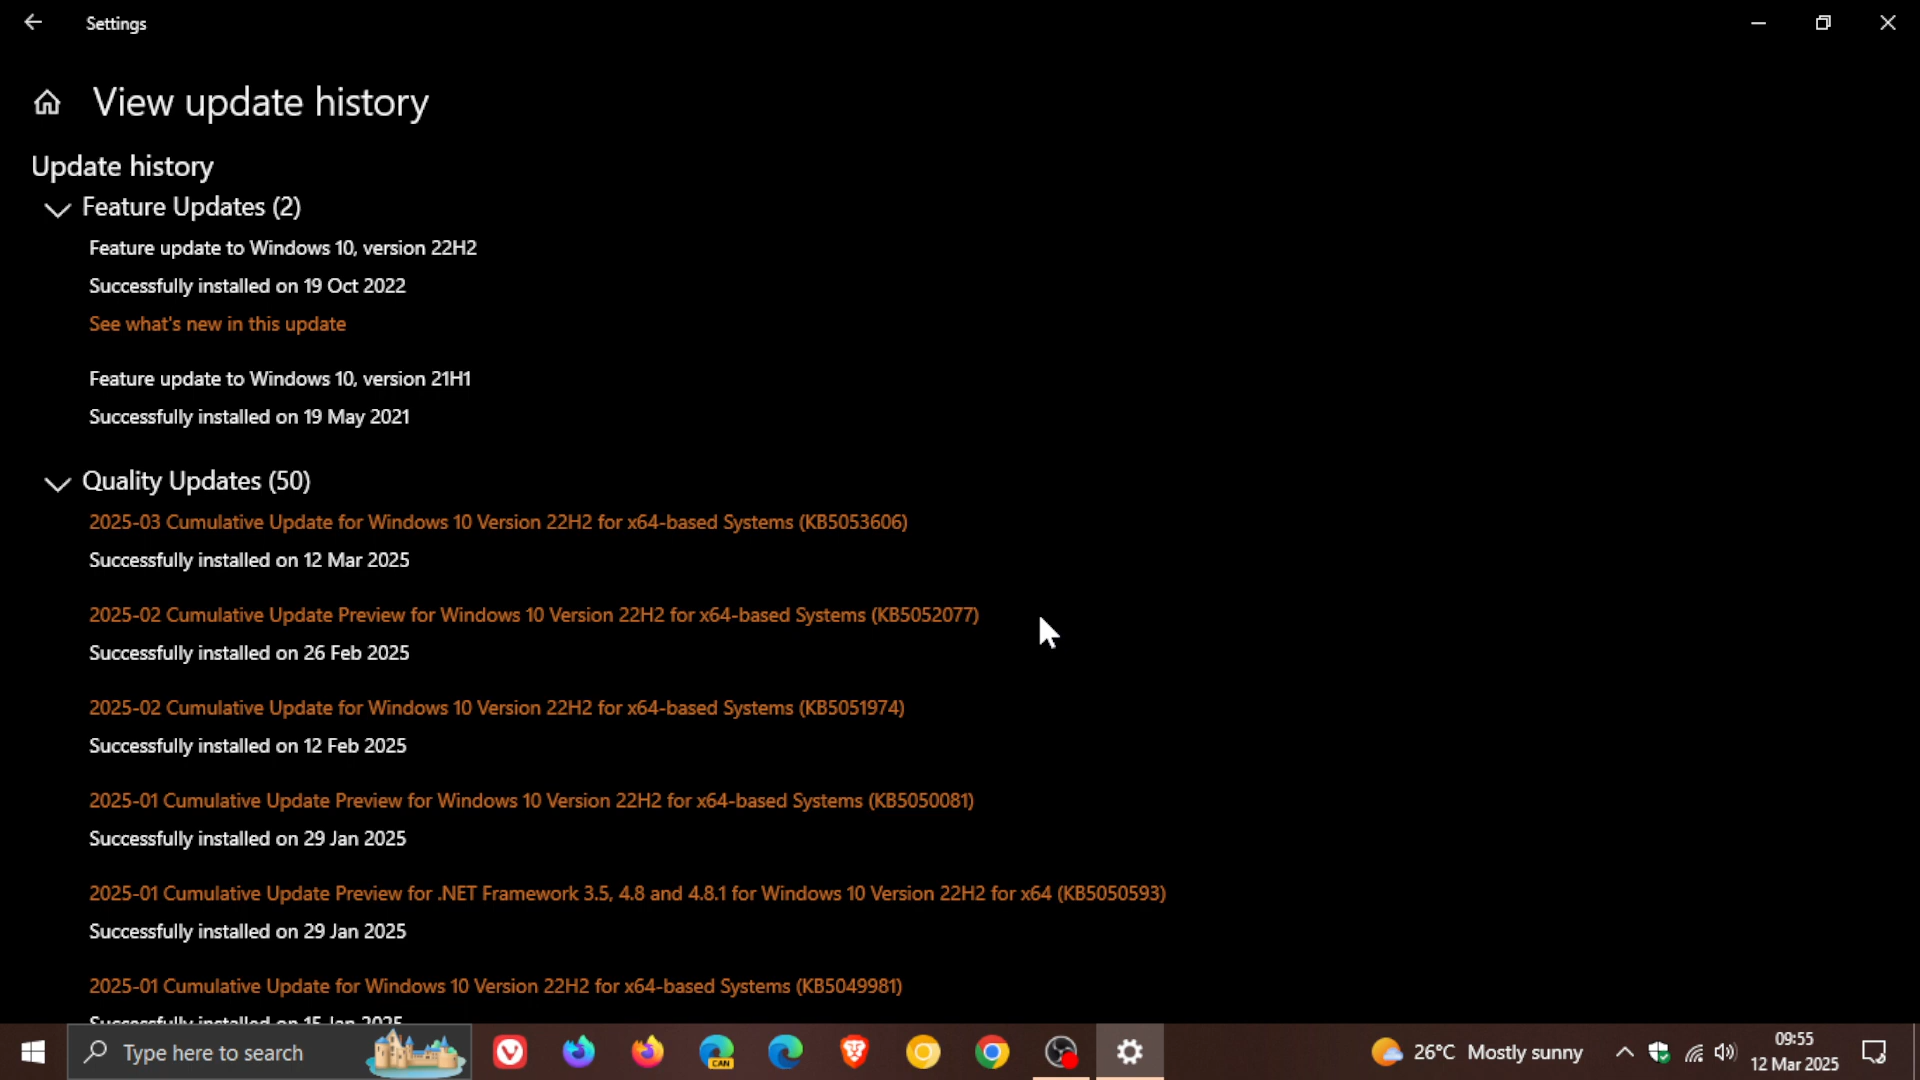 Settings
View update history
Update history
Feature Updates (2)
Feature update to Windows 10, version 22H2
Successfully installed on 19 Oct 2022
See what's new in this update
Feature update to Windows 10, version 21H1
Successfully installed on 19 May 2021
Quality Updates (50)
2025-03 Cumulative Update for Windows 10 Version 22H2 for x64-based Systems (KB5053606)
Successfully installed on 12 Mar 2025
2025-02 Cumulative Update Preview for Windows 10 Version 22H2 for x64-based Systems (KB5052077)
Successfully installed on 26 Feb 2025
2025-02 Cumulative Update for Windows 10 Version 22H2 for x64-based Systems (KB5051974)
Successfully installed on 12 Feb 2025
2025-01 Cumulative Update Preview for Windows 10 Version 22H2 for x64-based Systems (KB5050081)
Successfully installed on 29 Jan 2025
2025-01 Cumulative Update Preview for .NET Framework 3.5, 4.8 and 4.8.1 for Windows 10 Version 22H2 for x64 (KB5050593)
Successfully installed on 29 Jan 2025
2025-01 Cumulative Update for Windows 10 Version 22H2 for x64-based Systems (KB5049981)
Successfully installed on 15 Jan 2025
Type here to search
CAN
26°C Mostly sunny
09:55
12 Mar 2025